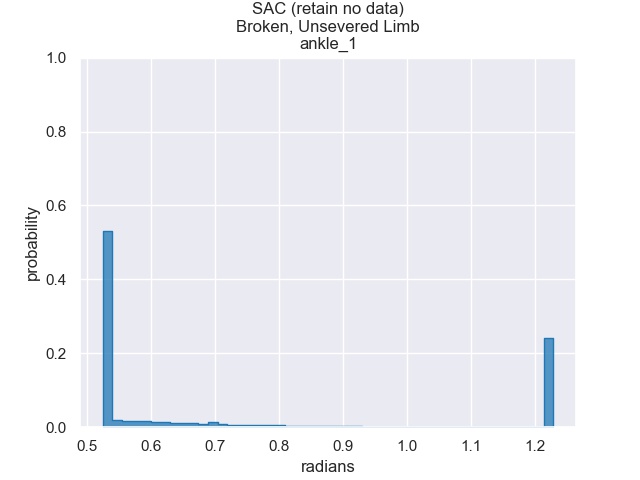 SAC (retain no data)
Broken, Unsevered Limb
ankle_1
1.0
0.8
0.6
0.4
0.2
0.0
probability
0.5 0.6 0.7 0.8 0.9 1.0 1.1 1.2
radians